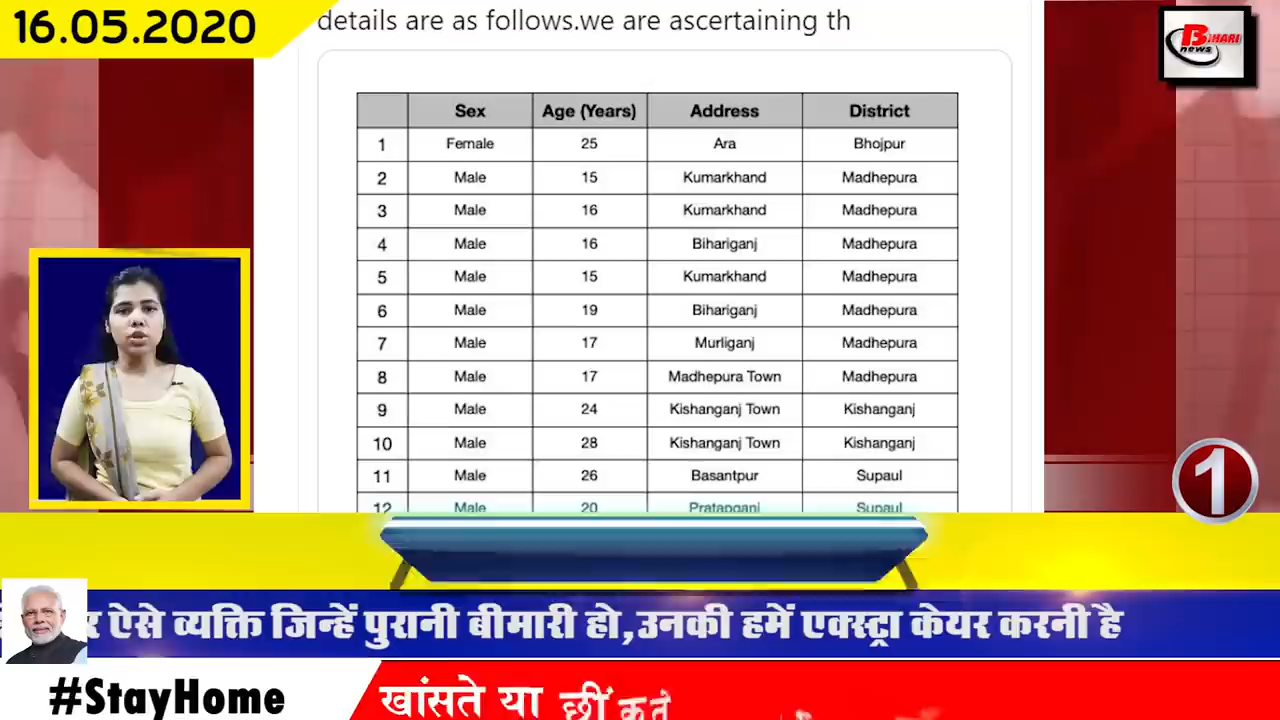 16.05.2020
details are as follows.we are ascertaining th
BIHARI
news
Sex Age (Years) Address District
1 Female 25 Ara Bhojpur
2 Male 15 Kumarkhand Madhepura
3 Male 16 Kumarkhand Madhepura
4 Male 16 Bihariganj Madhepura
5 Male 15 Kumarkhand Madhepura
6 Male 19 Bihariganj Madhepura
7 Male 17 Murliganj Madhepura
8 Male 17 Madhepura Town Madhepura
9 Male 24 Kishanganj Town Kishanganj
10 Male 28 Kishanganj Town Kishanganj
11 Male 26 Basantpur Supaul
12 Male 20 Pratapganj Supaul
1
ऐसे व्यक्ति जिन्हें पुरानी बीमारी हो,उनकी हमें एक्स्ट्रा केयर करनी है
#StayHome
खांसते या छींकते